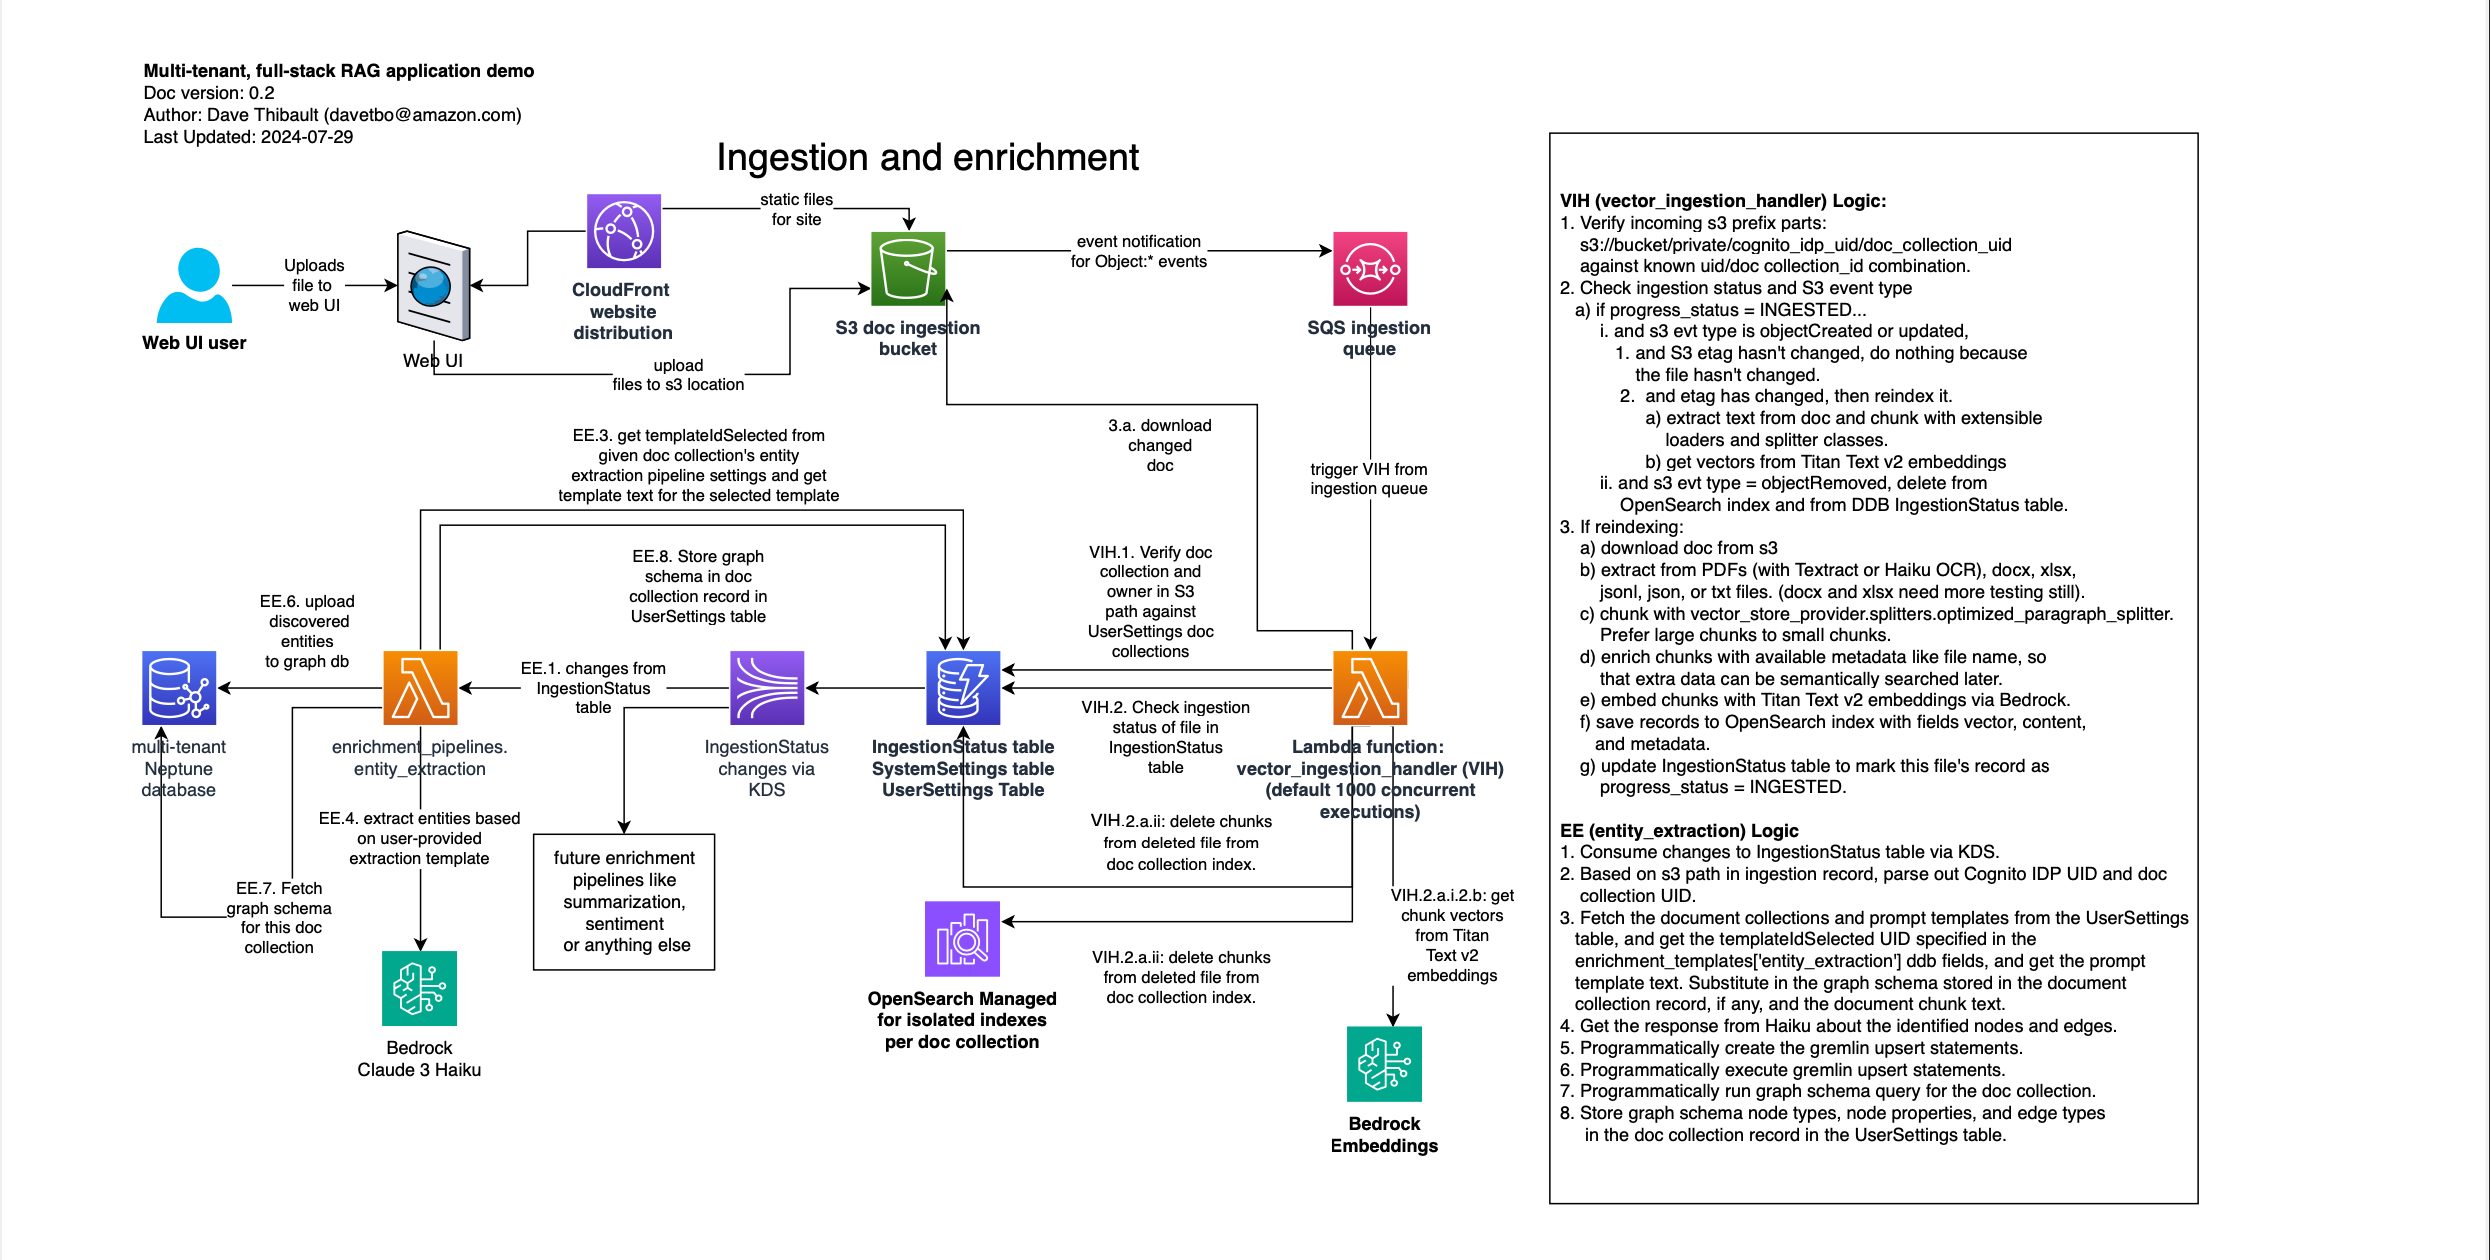 Multi-tenant, full-stack RAG application demo
Doc version: 0.2
Author: Dave Thibault (davetbo@amazon.com)
Last Updated: 2024-07-29
Ingestion and enrichment
Uploads
file to
web UI
Web UI user
Web UI
CloudFront
website
distribution
static files
for site
upload
files to s3 location
S3 doc ingestion
bucket
event notification
for Object:* events
SQS ingestion
queue
3.a. download
changed
doc
trigger VIH from
ingestion queue
EE.3. get templateIdSelected from
given doc collection's entity
extraction pipeline settings and get
template text for the selected template
EE.8. Store graph
schema in doc
collection record in
UserSettings table
VIH.1. Verify doc
collection and
owner in S3
path against
UserSettings doc
collections
EE.6. upload
discovered
entities
to graph db
EE.1. changes from
IngestionStatus
table
VIH.2. Check ingestion
status of file in
IngestionStatus
table
multi-tenant
Neptune
database
enrichment_pipelines.
entity_extraction
IngestionStatus
changes via
KDS
IngestionStatus table
SystemSettings table
UserSettings Table
Lambda function:
vector_ingestion_handler (VIH)
(default 1000 concurrent
executions)
EE.4. extract entities based
on user-provided
extraction template
EE.7. Fetch
graph schema
for this doc
collection
future enrichment
pipelines like
summarization,
sentiment
or anything else
VIH.2.a.ii: delete chunks
from deleted file from
doc collection index.
VIH.2.a.ii: delete chunks
from deleted file from
doc collection index.
VIH.2.a.i.2.b: get
chunk vectors
from Titan
Text v2
embeddings
Bedrock
Claude 3 Haiku
OpenSearch Managed
for isolated indexes
per doc collection
Bedrock
Embeddings
VIH (vector_ingestion_handler) Logic:
1. Verify incoming s3 prefix parts:
s3://bucket/private/cognito_idp_uid/doc_collection_uid
against known uid/doc collection_id combination.
2. Check ingestion status and S3 event type
a) if progress_status = INGESTED...
i. and s3 evt type is objectCreated or updated,
1. and S3 etag hasn't changed, do nothing because
the file hasn't changed.
2. and etag has changed, then reindex it.
a) extract text from doc and chunk with extensible
loaders and splitter classes.
b) get vectors from Titan Text v2 embeddings
ii. and s3 evt type = objectRemoved, delete from
OpenSearch index and from DDB IngestionStatus table.
3. If reindexing:
a) download doc from s3
b) extract from PDFs (with Textract or Haiku OCR), docx, xlsx,
jsonl, json, or txt files. (docx and xlsx need more testing still).
c) chunk with vector_store_provider.splitters.optimized_paragraph_splitter.
Prefer large chunks to small chunks.
d) enrich chunks with available metadata like file name, so
that extra data can be semantically searched later.
e) embed chunks with Titan Text v2 embeddings via Bedrock.
f) save records to OpenSearch index with fields vector, content,
and metadata.
g) update IngestionStatus table to mark this file's record as
progress_status = INGESTED.
EE (entity_extraction) Logic
1. Consume changes to IngestionStatus table via KDS.
2. Based on s3 path in ingestion record, parse out Cognito IDP UID and doc
collection UID.
3. Fetch the document collections and prompt templates from the UserSettings
table, and get the templateIdSelected UID specified in the
enrichment_templates['entity_extraction'] ddb fields, and get the prompt
template text. Substitute in the graph schema stored in the document
collection record, if any, and the document chunk text.
4. Get the response from Haiku about the identified nodes and edges.
5. Programmatically create the gremlin upsert statements.
6. Programmatically execute gremlin upsert statements.
7. Programmatically run graph schema query for the doc collection.
8. Store graph schema node types, node properties, and edge types
in the doc collection record in the UserSettings table.